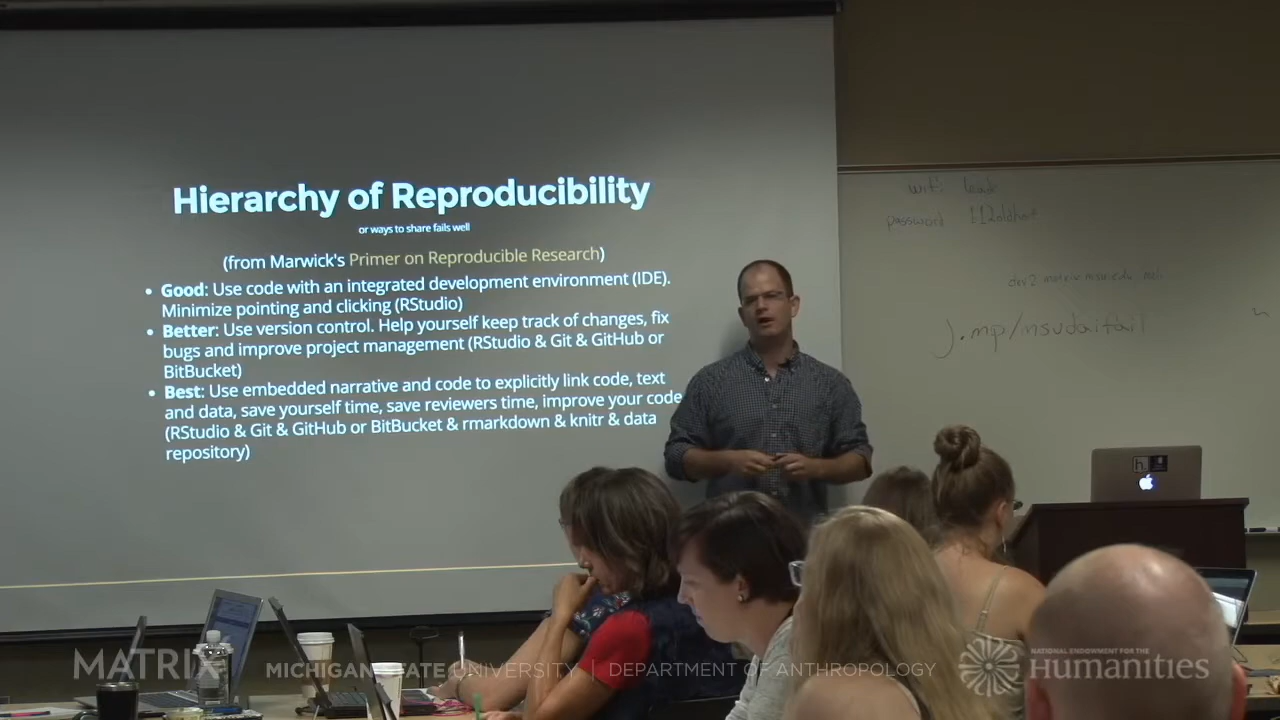 Hierarchy of Reproducibility
or ways to share fails well
(from Marwick's Primer on Reproducible Research)
• Good: Use code with an integrated development environment (IDE).
Minimize pointing and clicking (RStudio)
• Better: Use version control. Help yourself keep track of changes, fix
bugs and improve project management (RStudio & Git & GitHub or
BitBucket)
• Best: Use embedded narrative and code to explicitly link code, text
and data, save yourself time, save reviewers time, improve your code
(RStudio & Git & GitHub or BitBucket & rmarkdown & knitr & data
repository)
wifi
password
j.mp/msudaifail
h.
MATRIX
MICHIGAN STATE UNIVERSITY | DEPARTMENT OF ANTHROPOLOGY
NATIONAL ENDOWMENT FOR THE
Humanities